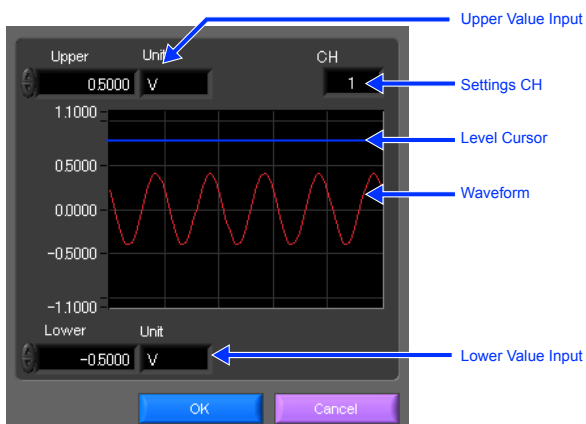 Upper Value Input
Upper Unit CH
0.5000 V 1
Settings CH
1.1000
Level Cursor
0.5000
Waveform
0.0000
-0.5000
-1.1000
Lower Unit
-0.5000 V
Lower Value Input
OK Cancel